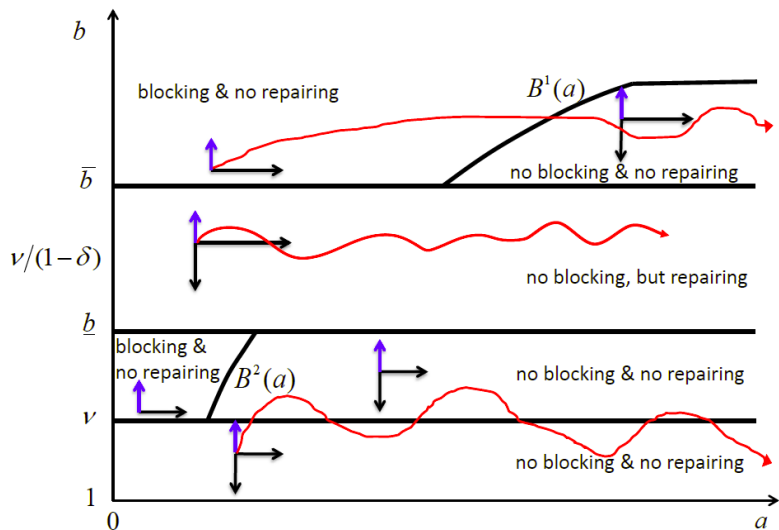 b
blocking & no repairing
B¹(a)
b̅
no blocking & no repairing
ν/(1−δ)
no blocking, but repairing
b̲
blocking &
no repairing
B²(a)
no blocking & no repairing
ν
no blocking & no repairing
1
0
a